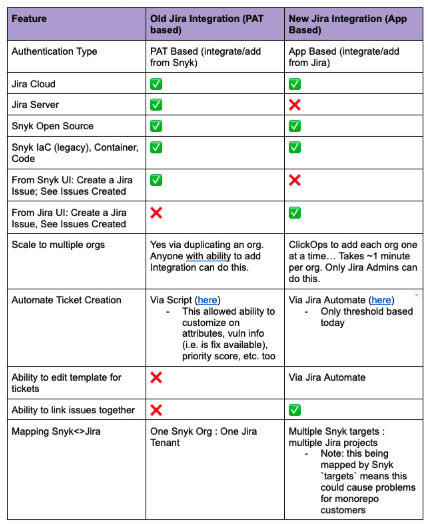 Feature
Old Jira Integration (PAT
based)
New Jira Integration (App
Based)
Authentication Type
PAT Based (integrate/add
from Snyk)
App Based (integrate/add
from Jira)
Jira Cloud
✅
✅
Jira Server
✅
❌
Snyk Open Source
✅
✅
Snyk IaC (legacy), Container,
Code
✅
✅
From Snyk UI: Create a Jira
Issue; See Issues Created
✅
❌
From Jira UI: Create a Jira
Issue, See Issues Created
❌
✅
Scale to multiple orgs
Yes via duplicating an org.
Anyone with ability to add
Integration can do this.
ClickOps to add each org one
at a time... Takes ~1 minute
per org. Only Jira Admins can
do this.
Automate Ticket Creation
Via Script (here)
- This allowed ability to
customize on
attributes, vuln info
(i.e. is fix available),
priority score, etc. too
Via Jira Automate (here)
- Only threshold based
today
Ability to edit template for
tickets
❌
Via Jira Automate
Ability to link issues together
❌
✅
Mapping Snyk<>Jira
One Snyk Org : One Jira
Tenant
Multiple Snyk targets :
multiple Jira projects
- Note: this being
mapped by Snyk
`targets` means this
could cause problems
for monorepo
customers